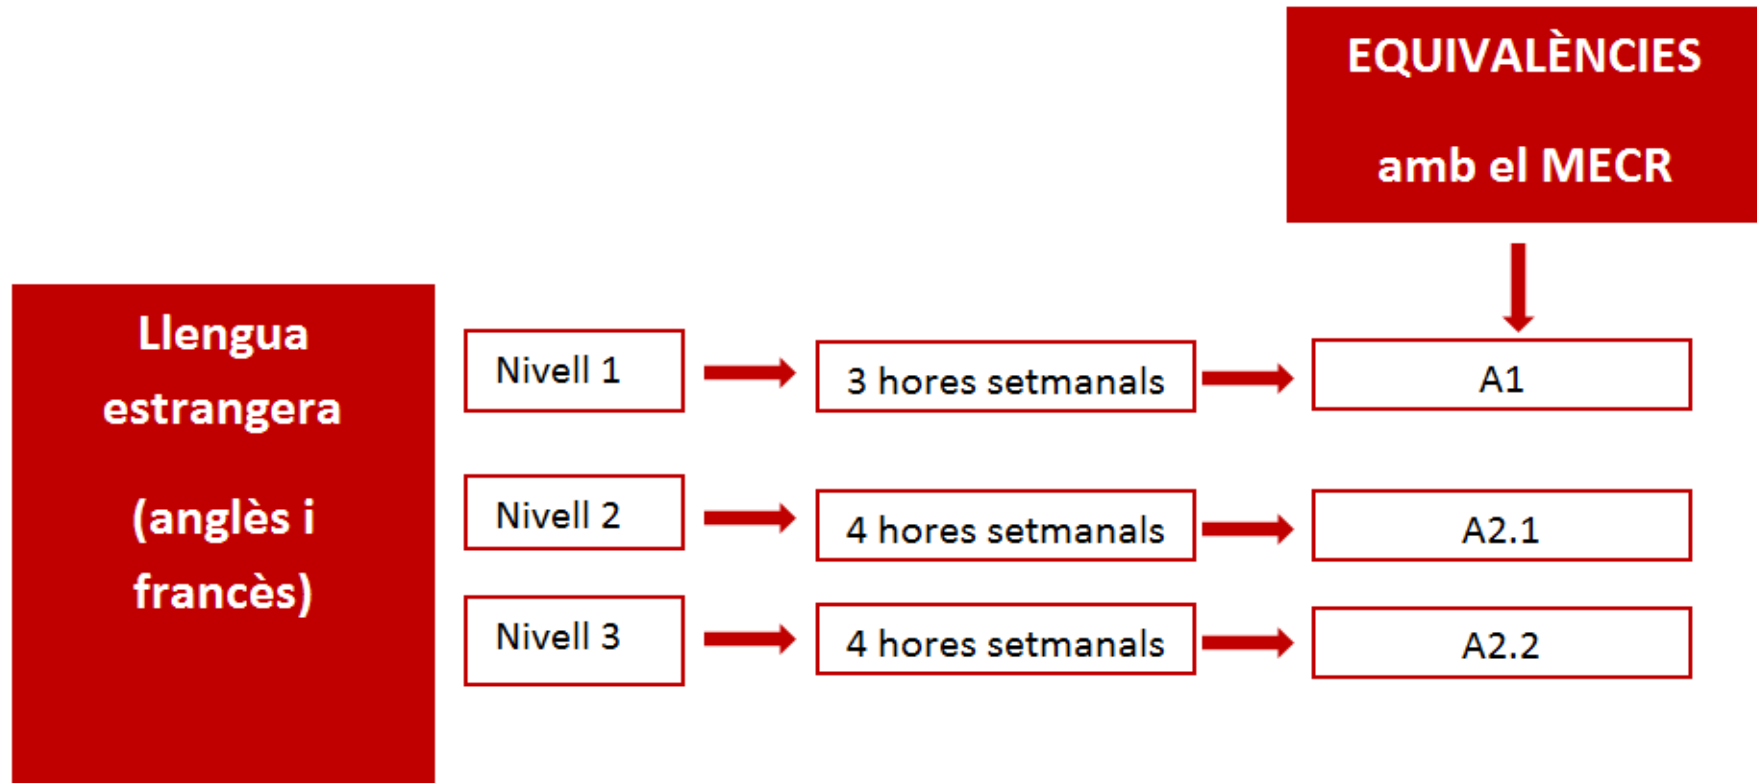 EQUIVALÈNCIES
amb el MECR
Llengua
estrangera
(anglès i
francès)
Nivell 1
3 hores setmanals
A1
Nivell 2
4 hores setmanals
A2.1
Nivell 3
4 hores setmanals
A2.2